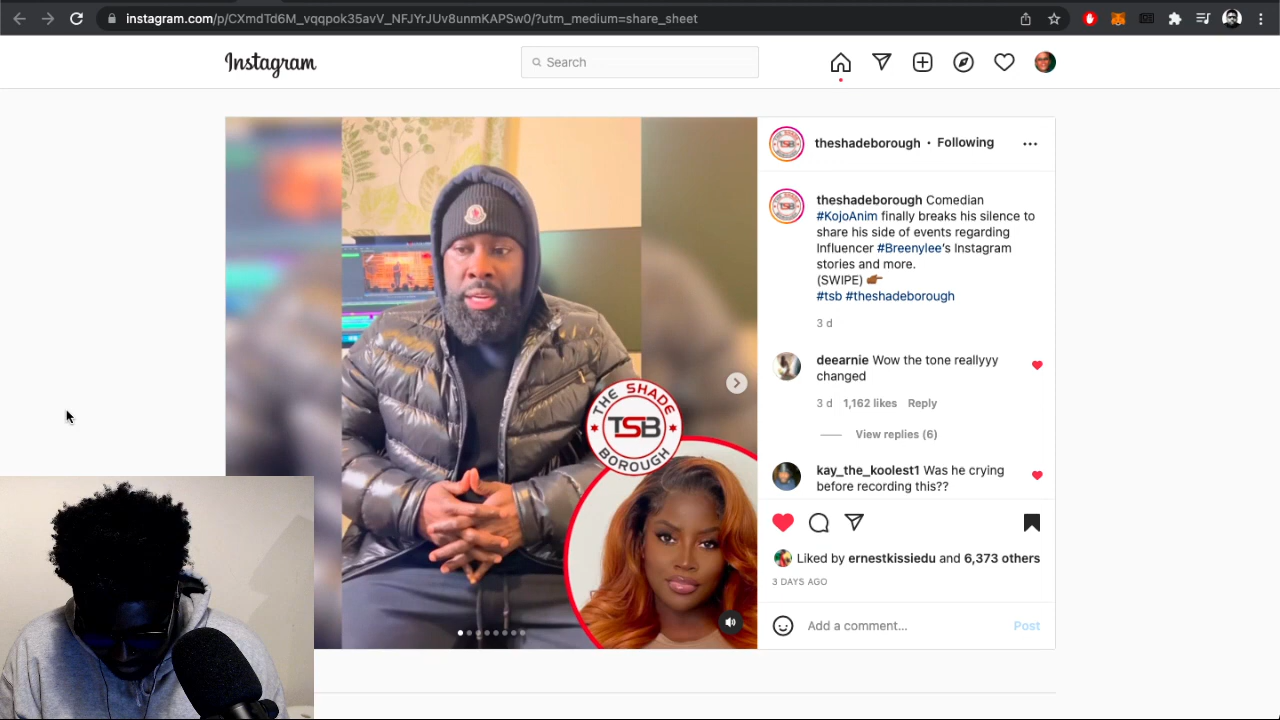 instagram.com/p/CXmdTd6M_vqqpok35avV_NFJYrJUv8unmKAPSw0/?utm_medium=share_sheet
Instagram
Search
theshadeborough • Following
theshadeborough Comedian
#KojoAnim finally breaks his silence to
share his side of events regarding
Influencer #Breenylee's Instagram
stories and more.
(SWIPE)
#tsb #theshadeborough
3 d
deearnie Wow the tone reallyyy
changed
3 d 1,162 likes Reply
View replies (6)
kay_the_koolest1 Was he crying
before recording this??
Liked by ernestkissiedu and 6,373 others
3 DAYS AGO
Add a comment... Post
THE SHADE
TSB
BOROUGH